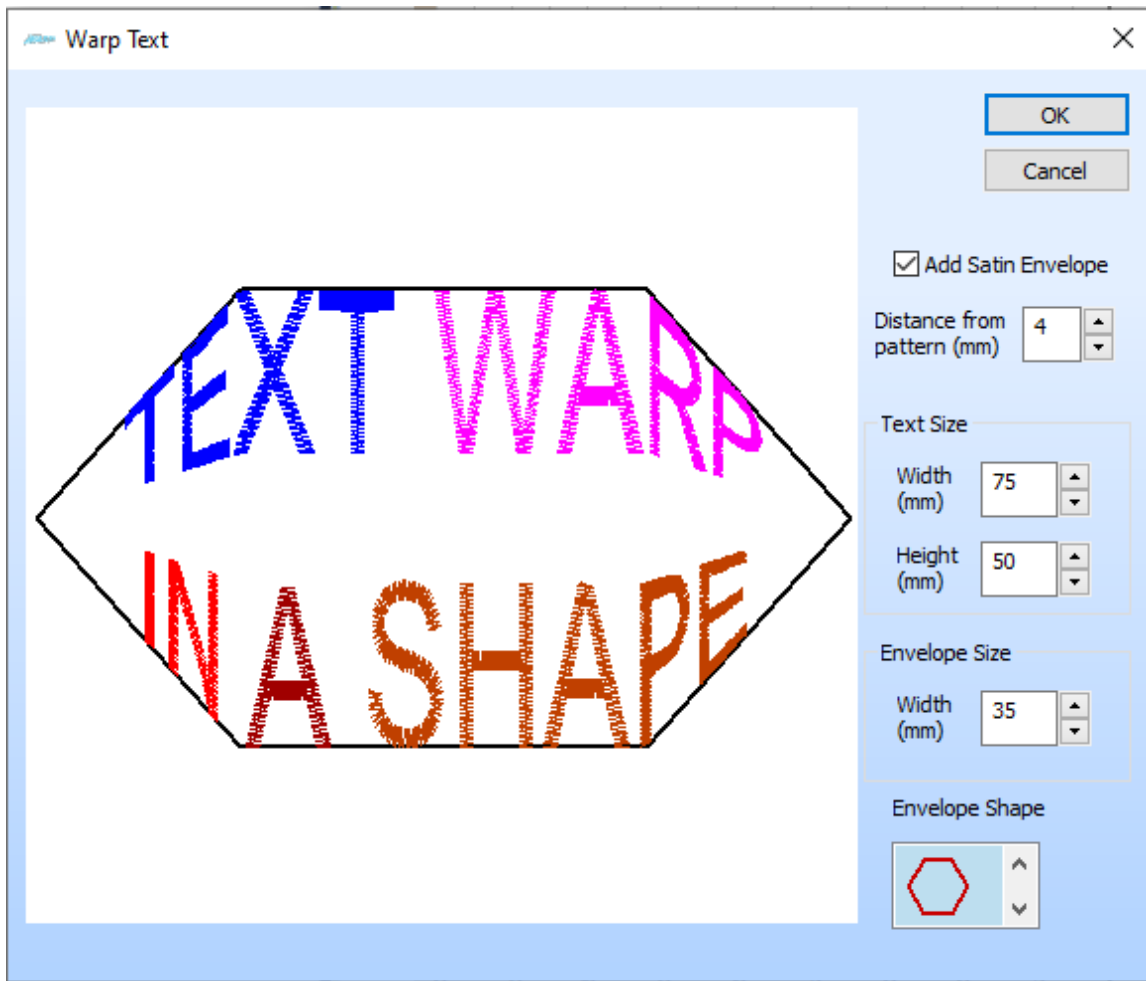 Warp Text
OK
Cancel
Add Satin Envelope
Distance from
pattern (mm)
4
Text Size
Width
(mm)
75
Height
(mm)
50
Envelope Size
Width
(mm)
35
Envelope Shape
TEXT WARP
IN A SHAPE